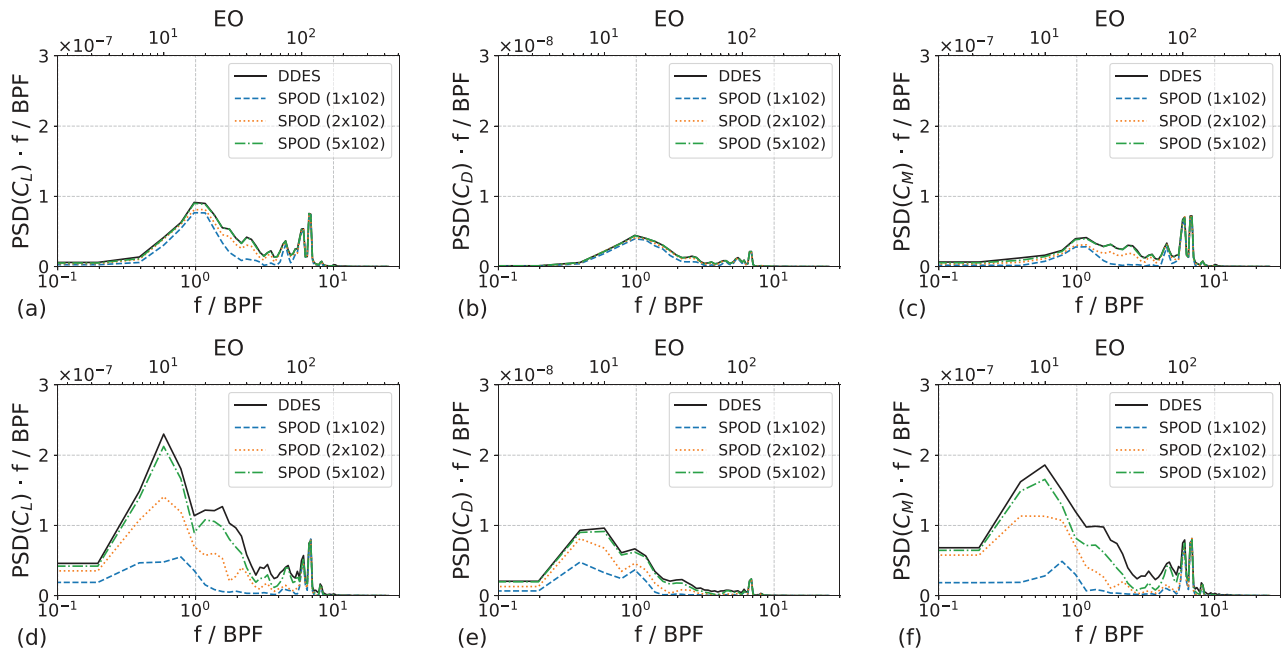 EO
×10⁻⁷ 10¹ 10²
3
2
1
0
PSD(C_L) · f / BPF
DDES
SPOD (1x102)
SPOD (2x102)
SPOD (5x102)
10⁻¹ 10⁰ 10¹
(a) f / BPF
EO
×10⁻⁸ 10¹ 10²
3
2
1
0
PSD(C_D) · f / BPF
DDES
SPOD (1x102)
SPOD (2x102)
SPOD (5x102)
10⁻¹ 10⁰ 10¹
(b) f / BPF
EO
×10⁻⁷ 10¹ 10²
3
2
1
0
PSD(C_M) · f / BPF
DDES
SPOD (1x102)
SPOD (2x102)
SPOD (5x102)
10⁻¹ 10⁰ 10¹
(c) f / BPF
EO
×10⁻⁷ 10¹ 10²
3
2
1
0
PSD(C_L) · f / BPF
DDES
SPOD (1x102)
SPOD (2x102)
SPOD (5x102)
10⁻¹ 10⁰ 10¹
(d) f / BPF
EO
×10⁻⁸ 10¹ 10²
3
2
1
0
PSD(C_D) · f / BPF
DDES
SPOD (1x102)
SPOD (2x102)
SPOD (5x102)
10⁻¹ 10⁰ 10¹
(e) f / BPF
EO
×10⁻⁷ 10¹ 10²
3
2
1
0
PSD(C_M) · f / BPF
DDES
SPOD (1x102)
SPOD (2x102)
SPOD (5x102)
10⁻¹ 10⁰ 10¹
(f) f / BPF